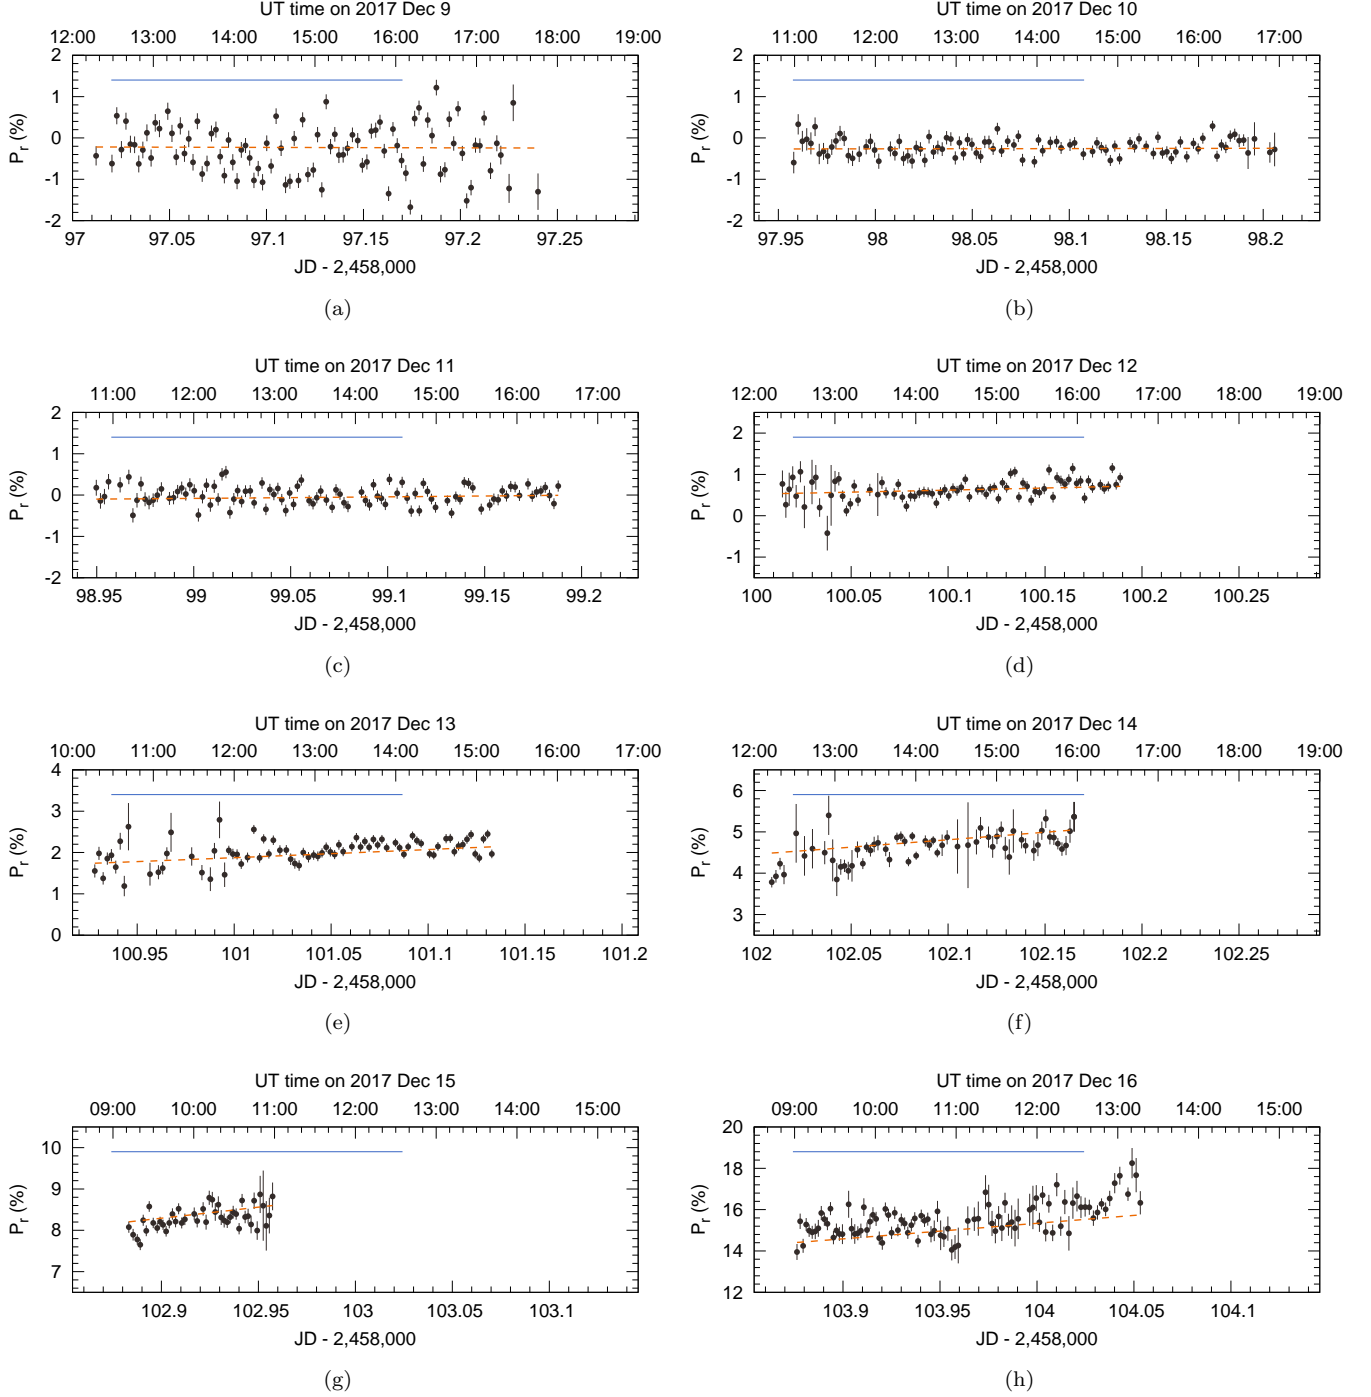 UT time on 2017 Dec 9
12:00 13:00 14:00 15:00 16:00 17:00 18:00 19:00
2
1
0
-1
-2
P_r (%)
97 97.05 97.1 97.15 97.2 97.25
JD - 2,458,000
(a)
UT time on 2017 Dec 10
11:00 12:00 13:00 14:00 15:00 16:00 17:00
2
1
0
-1
-2
P_r (%)
97.95 98 98.05 98.1 98.15 98.2
JD - 2,458,000
(b)
UT time on 2017 Dec 11
11:00 12:00 13:00 14:00 15:00 16:00 17:00
2
1
0
-1
-2
P_r (%)
98.95 99 99.05 99.1 99.15 99.2
JD - 2,458,000
(c)
UT time on 2017 Dec 12
12:00 13:00 14:00 15:00 16:00 17:00 18:00 19:00
2
1
0
-1
P_r (%)
100 100.05 100.1 100.15 100.2 100.25
JD - 2,458,000
(d)
UT time on 2017 Dec 13
10:00 11:00 12:00 13:00 14:00 15:00 16:00 17:00
4
3
2
1
0
P_r (%)
100.95 101 101.05 101.1 101.15 101.2
JD - 2,458,000
(e)
UT time on 2017 Dec 14
12:00 13:00 14:00 15:00 16:00 17:00 18:00 19:00
6
5
4
3
P_r (%)
102 102.05 102.1 102.15 102.2 102.25
JD - 2,458,000
(f)
UT time on 2017 Dec 15
09:00 10:00 11:00 12:00 13:00 14:00 15:00
10
9
8
7
P_r (%)
102.9 102.95 103 103.05 103.1
JD - 2,458,000
(g)
UT time on 2017 Dec 16
09:00 10:00 11:00 12:00 13:00 14:00 15:00
20
18
16
14
12
P_r (%)
103.9 103.95 104 104.05 104.1
JD - 2,458,000
(h)